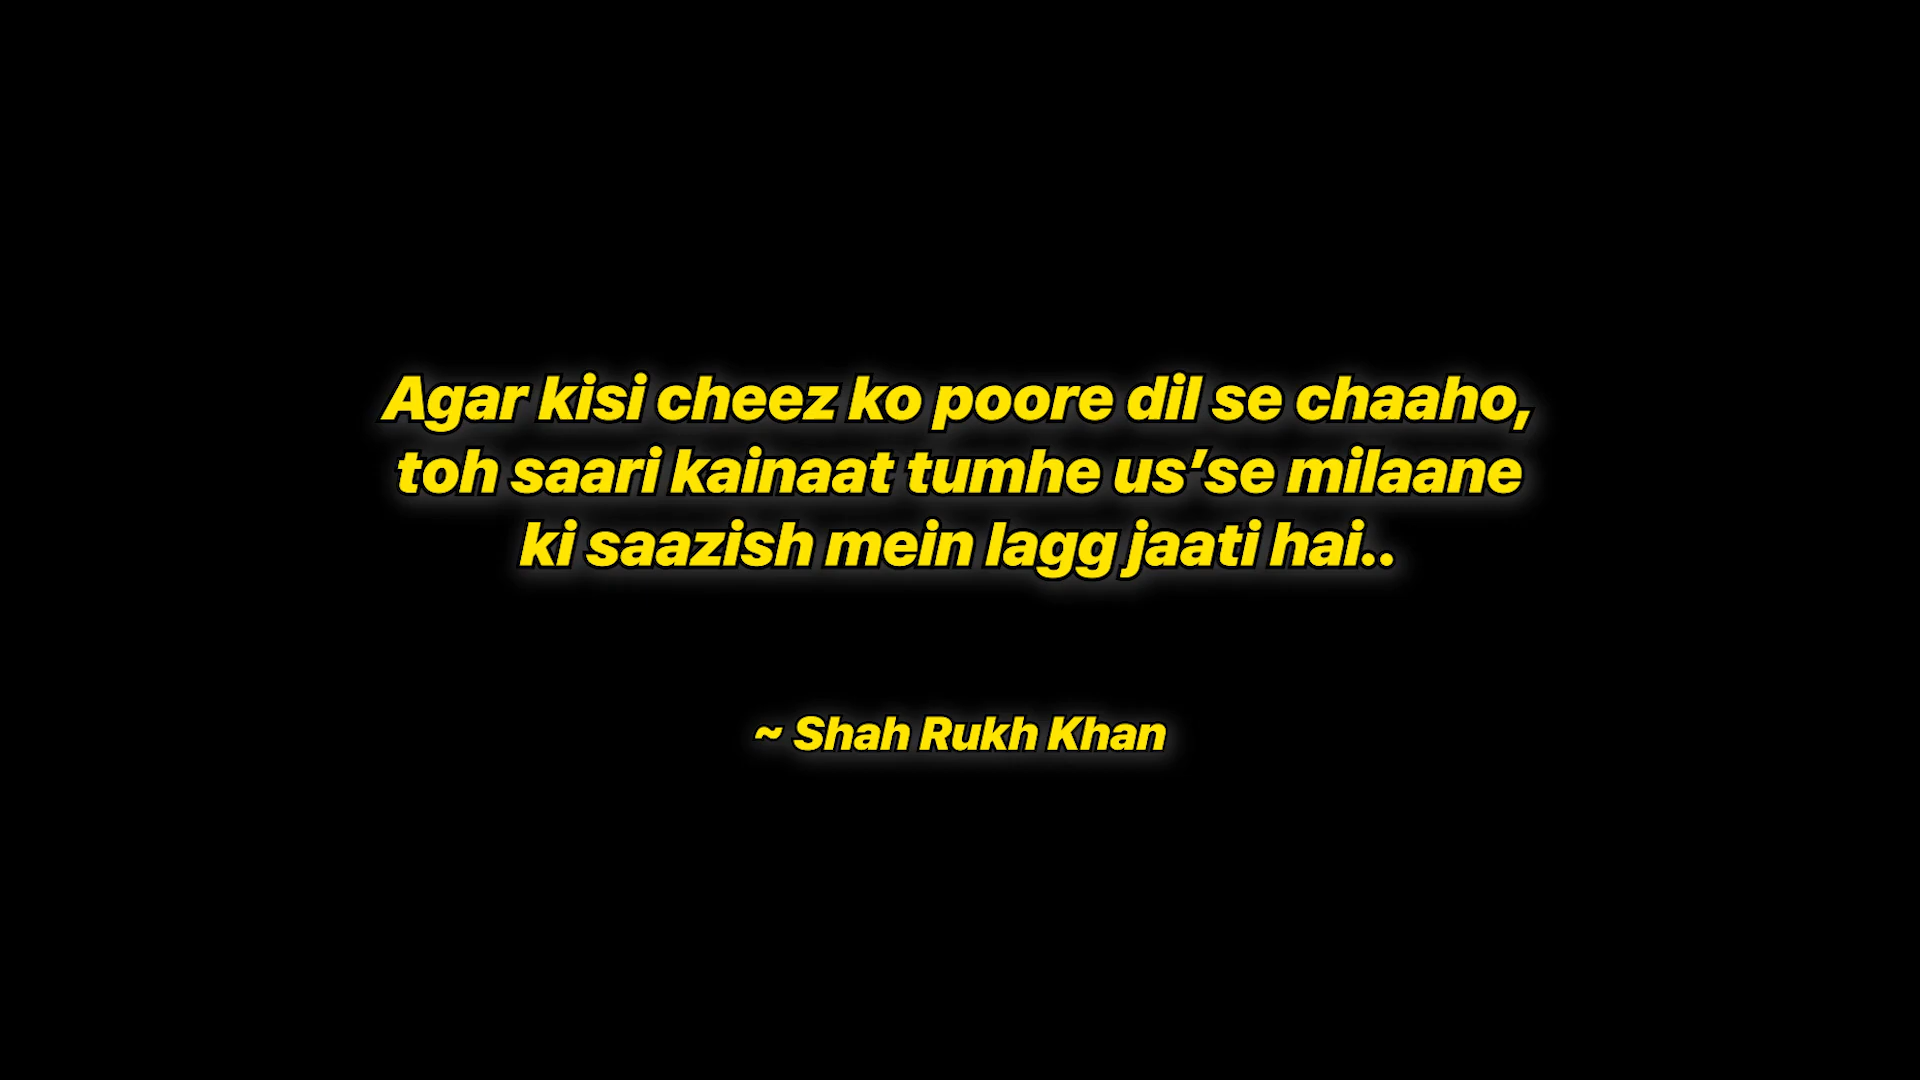 Agar kisi cheez ko poore dil se chaaho,
toh saari kainaat tumhe us’se milaane
ki saazish mein lagg jaati hai..
~ Shah Rukh Khan